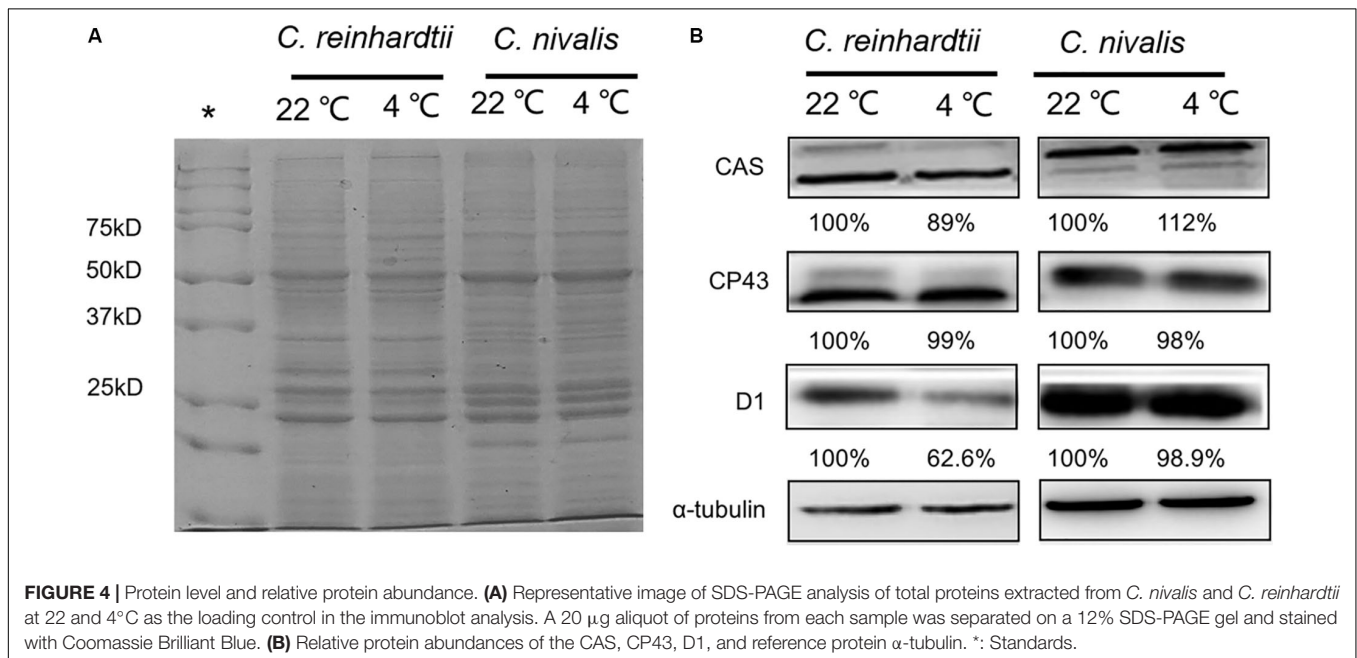 A
C. reinhardtii C. nivalis
* 22 ℃ 4 ℃ 22 ℃ 4 ℃
75kD
50kD
37kD
25kD
B
C. reinhardtii C. nivalis
22 ℃ 4 ℃ 22 ℃ 4 ℃
CAS
100% 89% 100% 112%
CP43
100% 99% 100% 98%
D1
100% 62.6% 100% 98.9%
α-tubulin
FIGURE 4 | Protein level and relative protein abundance. (A) Representative image of SDS-PAGE analysis of total proteins extracted from C. nivalis and C. reinhardtii
at 22 and 4°C as the loading control in the immunoblot analysis. A 20 μg aliquot of proteins from each sample was separated on a 12% SDS-PAGE gel and stained
with Coomassie Brilliant Blue. (B) Relative protein abundances of the CAS, CP43, D1, and reference protein α-tubulin. *: Standards.